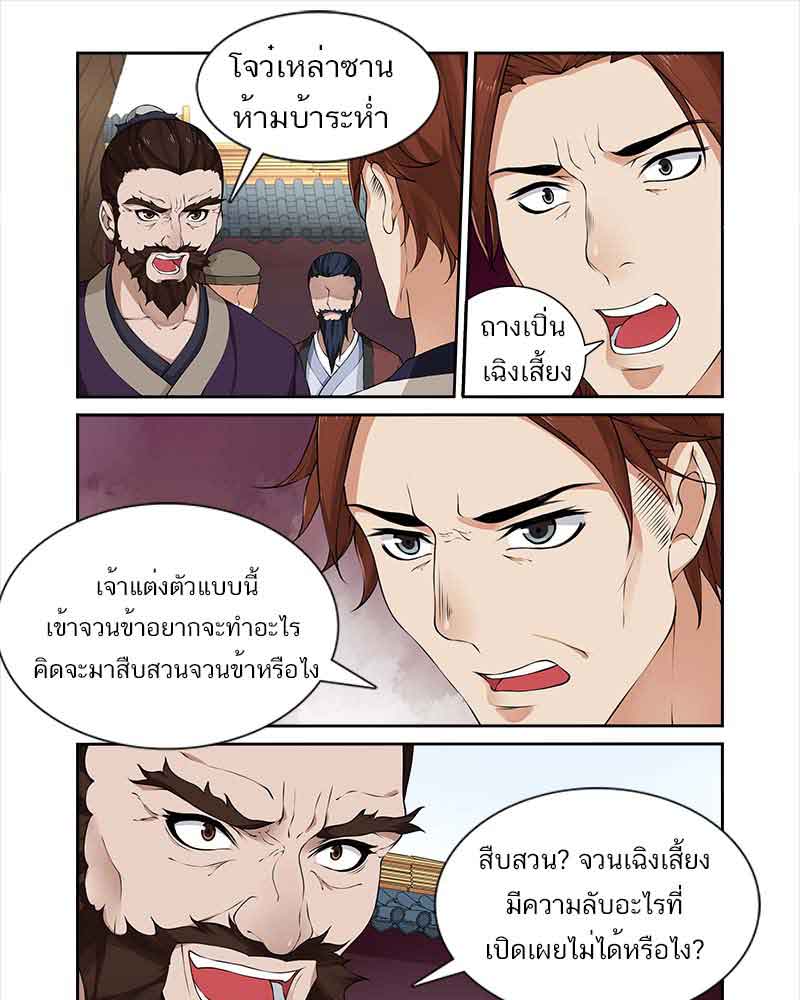 โจว๋เหล่าซาน
ห้ามบ้าระห่ำ
ถางเปิ่น
เฉิงเสี้ยง
เจ้าแต่งตัวแบบนี้
เข้าจวนข้าอยากจะทำอะไร
คิดจะมาสืบสวนจวนข้าหรือไง
สืบสวน? จวนเฉิงเสี้ยง
มีความลับอะไรที่
เปิดเผยไม่ได้หรือไง?